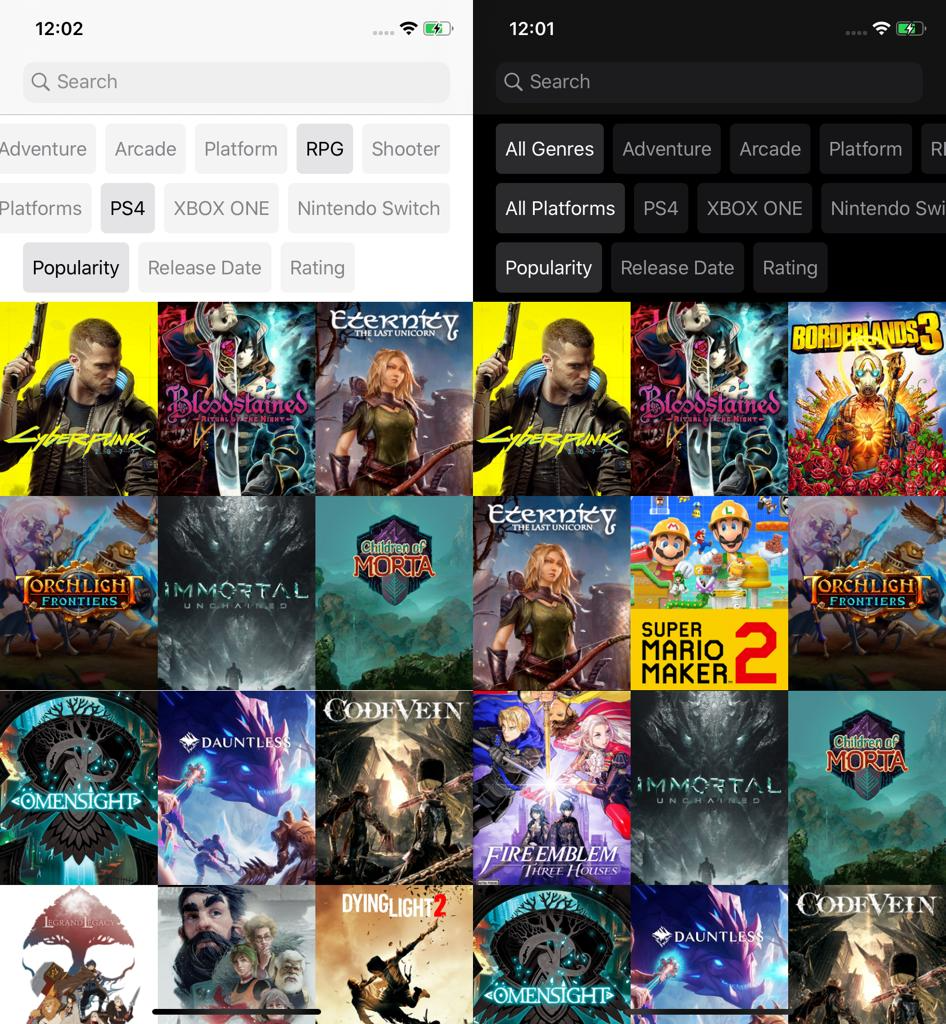 12:02
Search
Adventure Arcade Platform RPG Shooter
Platforms PS4 XBOX ONE Nintendo Switch
Popularity Release Date Rating
CYBERPUNK
2077
Bloodstained
RITUAL OF THE NIGHT
ETERNITY
THE LAST UNICORN
TORCHLIGHT
FRONTIERS
IMMORTAL
UNCHAINED
Children of
MORTA
OMENSIGHT
DAUNTLESS
CODE VEIN
LEGRAND LEGACY
DYING LIGHT 2
12:01
Search
All Genres Adventure Arcade Platform
All Platforms PS4 XBOX ONE Nintendo Swi
Popularity Release Date Rating
CYBERPUNK
2077
Bloodstained
RITUAL OF THE NIGHT
BORDERLANDS 3
ETERNITY
THE LAST UNICORN
SUPER
MARIO
MAKER 2
TORCHLIGHT
FRONTIERS
FIRE EMBLEM
THREE HOUSES
IMMORTAL
UNCHAINED
Children of
MORTA
OMENSIGHT
DAUNTLESS
CODE VEIN